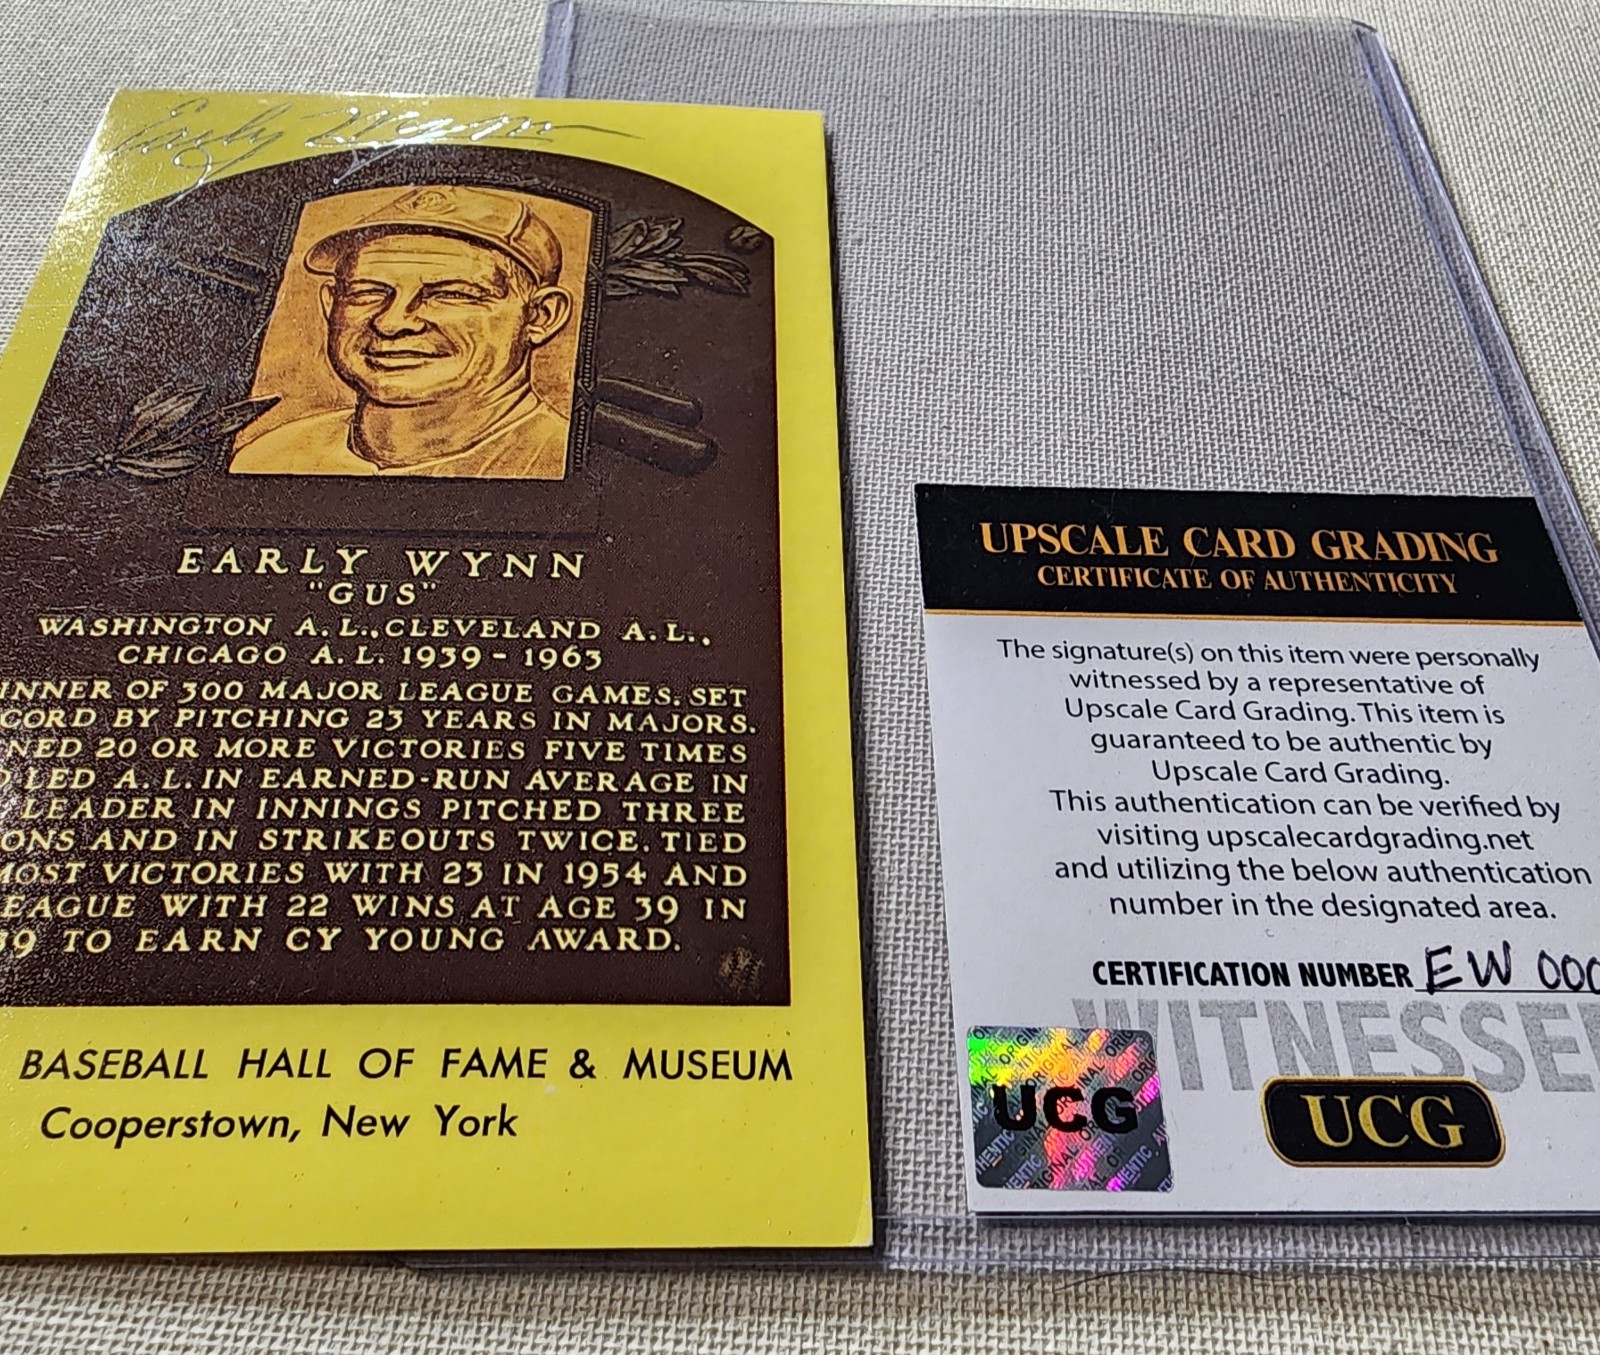 Early Wynn
EARLY WYNN
"GUS"
WASHINGTON A.L., CLEVELAND A.L.,
CHICAGO A.L. 1939 - 1963
INNER OF 300 MAJOR LEAGUE GAMES. SET
CORD BY PITCHING 23 YEARS IN MAJORS.
NED 20 OR MORE VICTORIES FIVE TIMES
LED A.L. IN EARNED-RUN AVERAGE IN
LEADER IN INNINGS PITCHED THREE
ONS AND IN STRIKEOUTS TWICE. TIED
MOST VICTORIES WITH 23 IN 1954 AND
EAGUE WITH 22 WINS AT AGE 39 IN
59 TO EARN CY YOUNG AWARD.
BASEBALL HALL OF FAME & MUSEUM
Cooperstown, New York
UPSCALE CARD GRADING
CERTIFICATE OF AUTHENTICITY
The signature(s) on this item were personally
witnessed by a representative of
Upscale Card Grading. This item is
guaranteed to be authentic by
Upscale Card Grading.
This authentication can be verified by
visiting upscalecardgrading.net
and utilizing the below authentication
number in the designated area.
CERTIFICATION NUMBER EW 000
WITNESSE
UCG
UCG